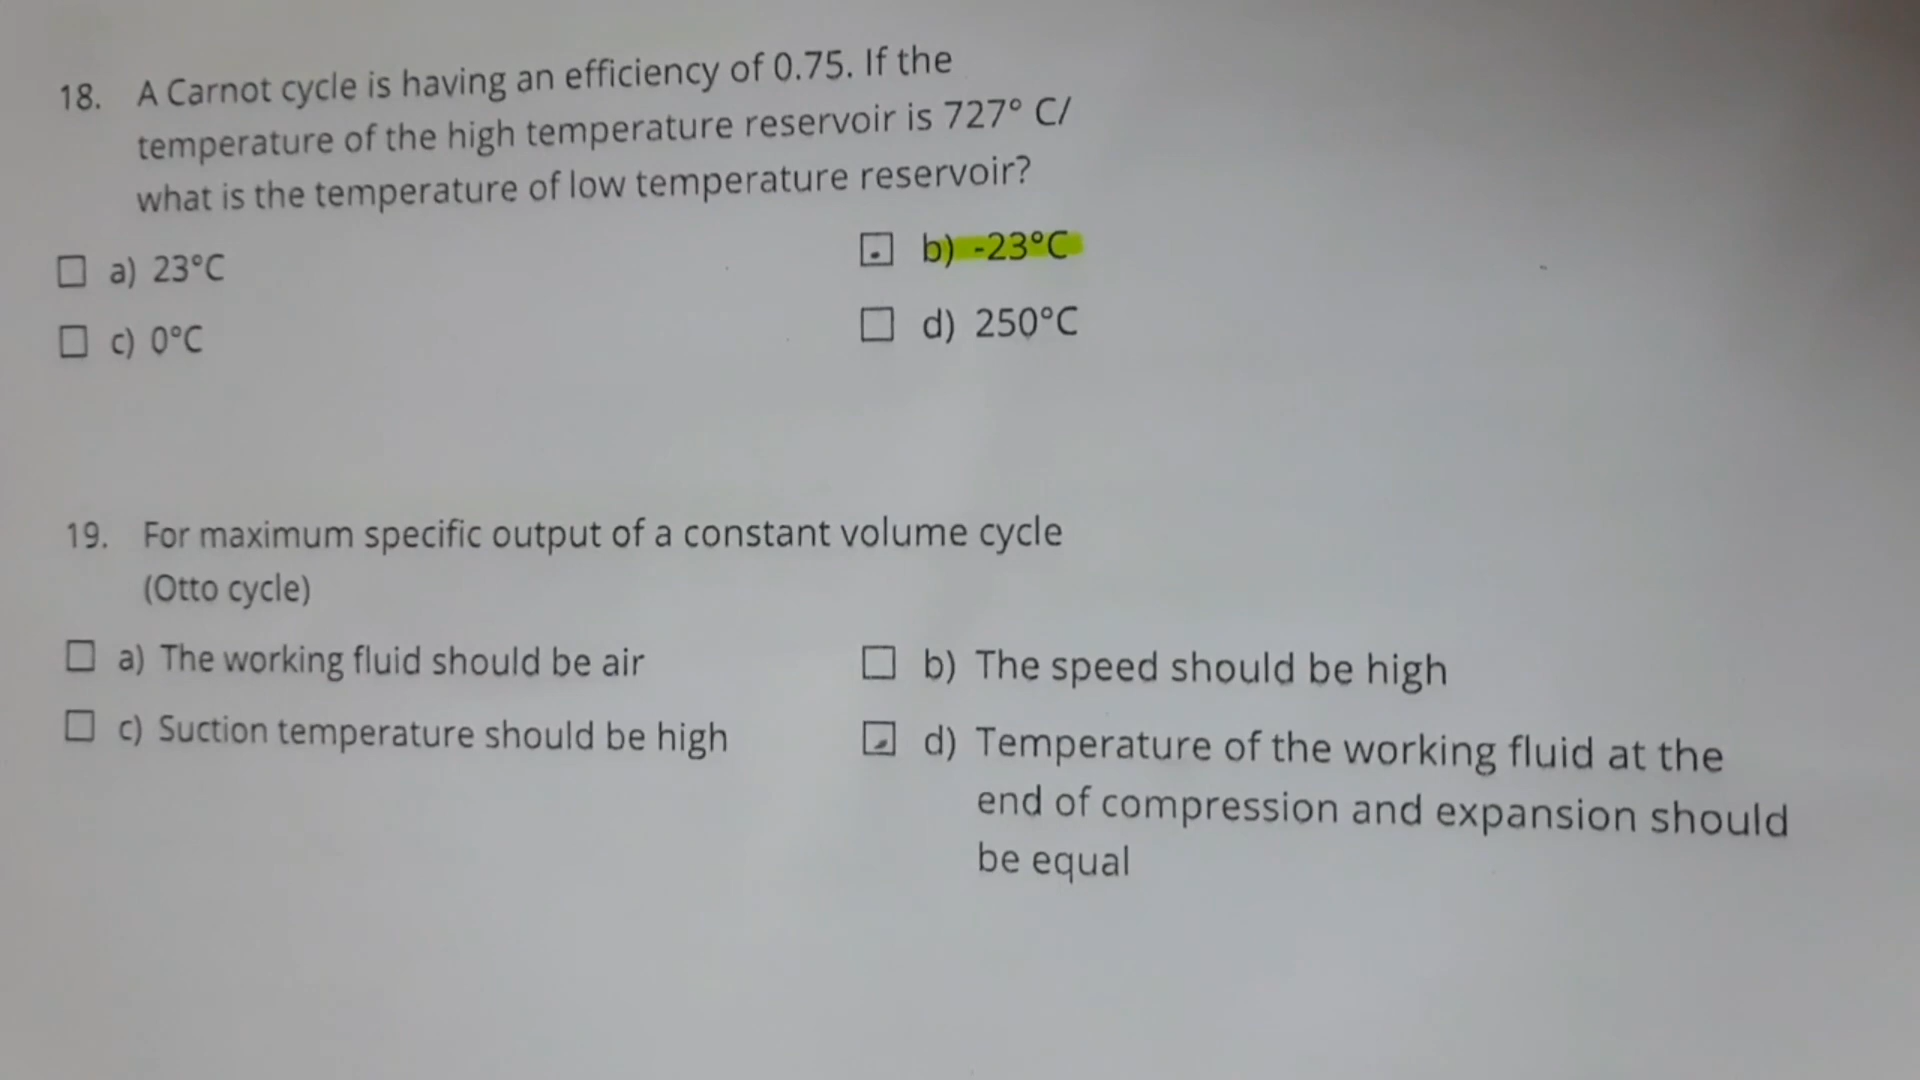 18. A Carnot cycle is having an efficiency of 0.75. If the
temperature of the high temperature reservoir is 727° C/
what is the temperature of low temperature reservoir?
a) 23°C
b) -23°C
c) 0°C
d) 250°C
19. For maximum specific output of a constant volume cycle
(Otto cycle)
a) The working fluid should be air
b) The speed should be high
c) Suction temperature should be high
d) Temperature of the working fluid at the
end of compression and expansion should
be equal